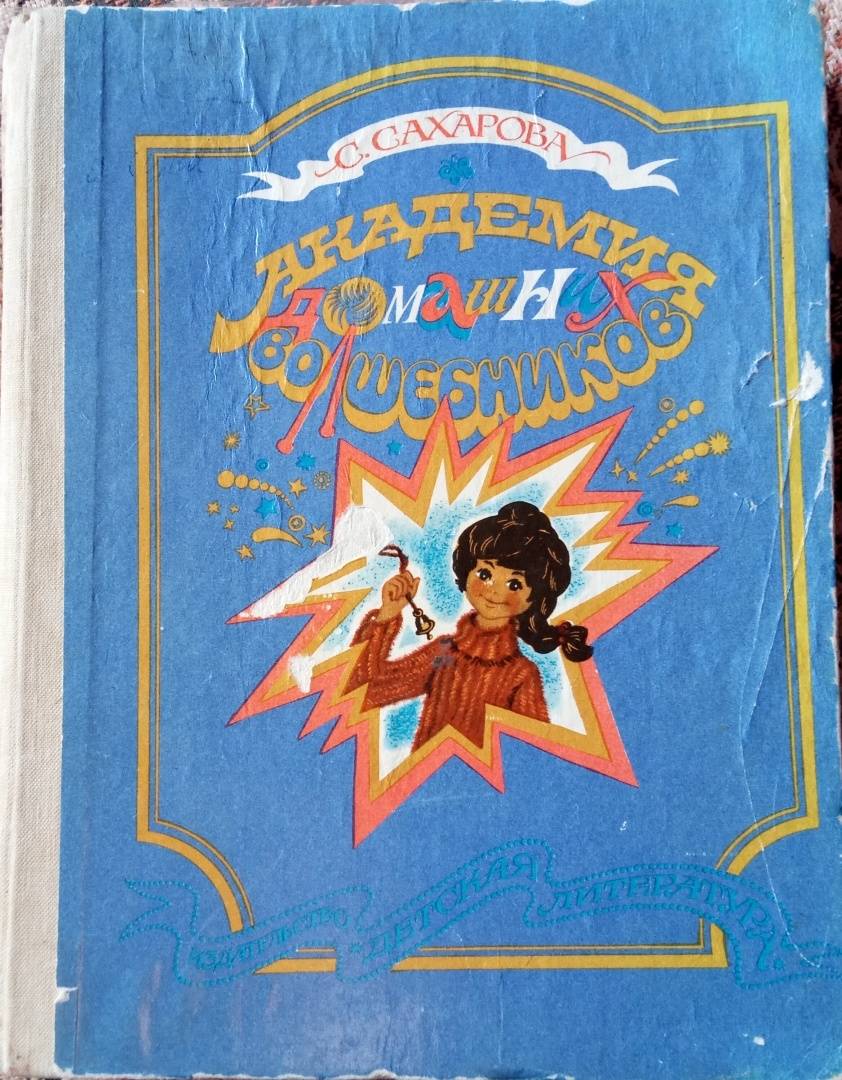 С. САХАРОВА
АКАДЕМИЯ
ДОМАШНИХ
ВОЛШЕБНИКОВ
ИЗДАТЕЛЬСТВО «ДЕТСКАЯ ЛИТЕРАТУРА»